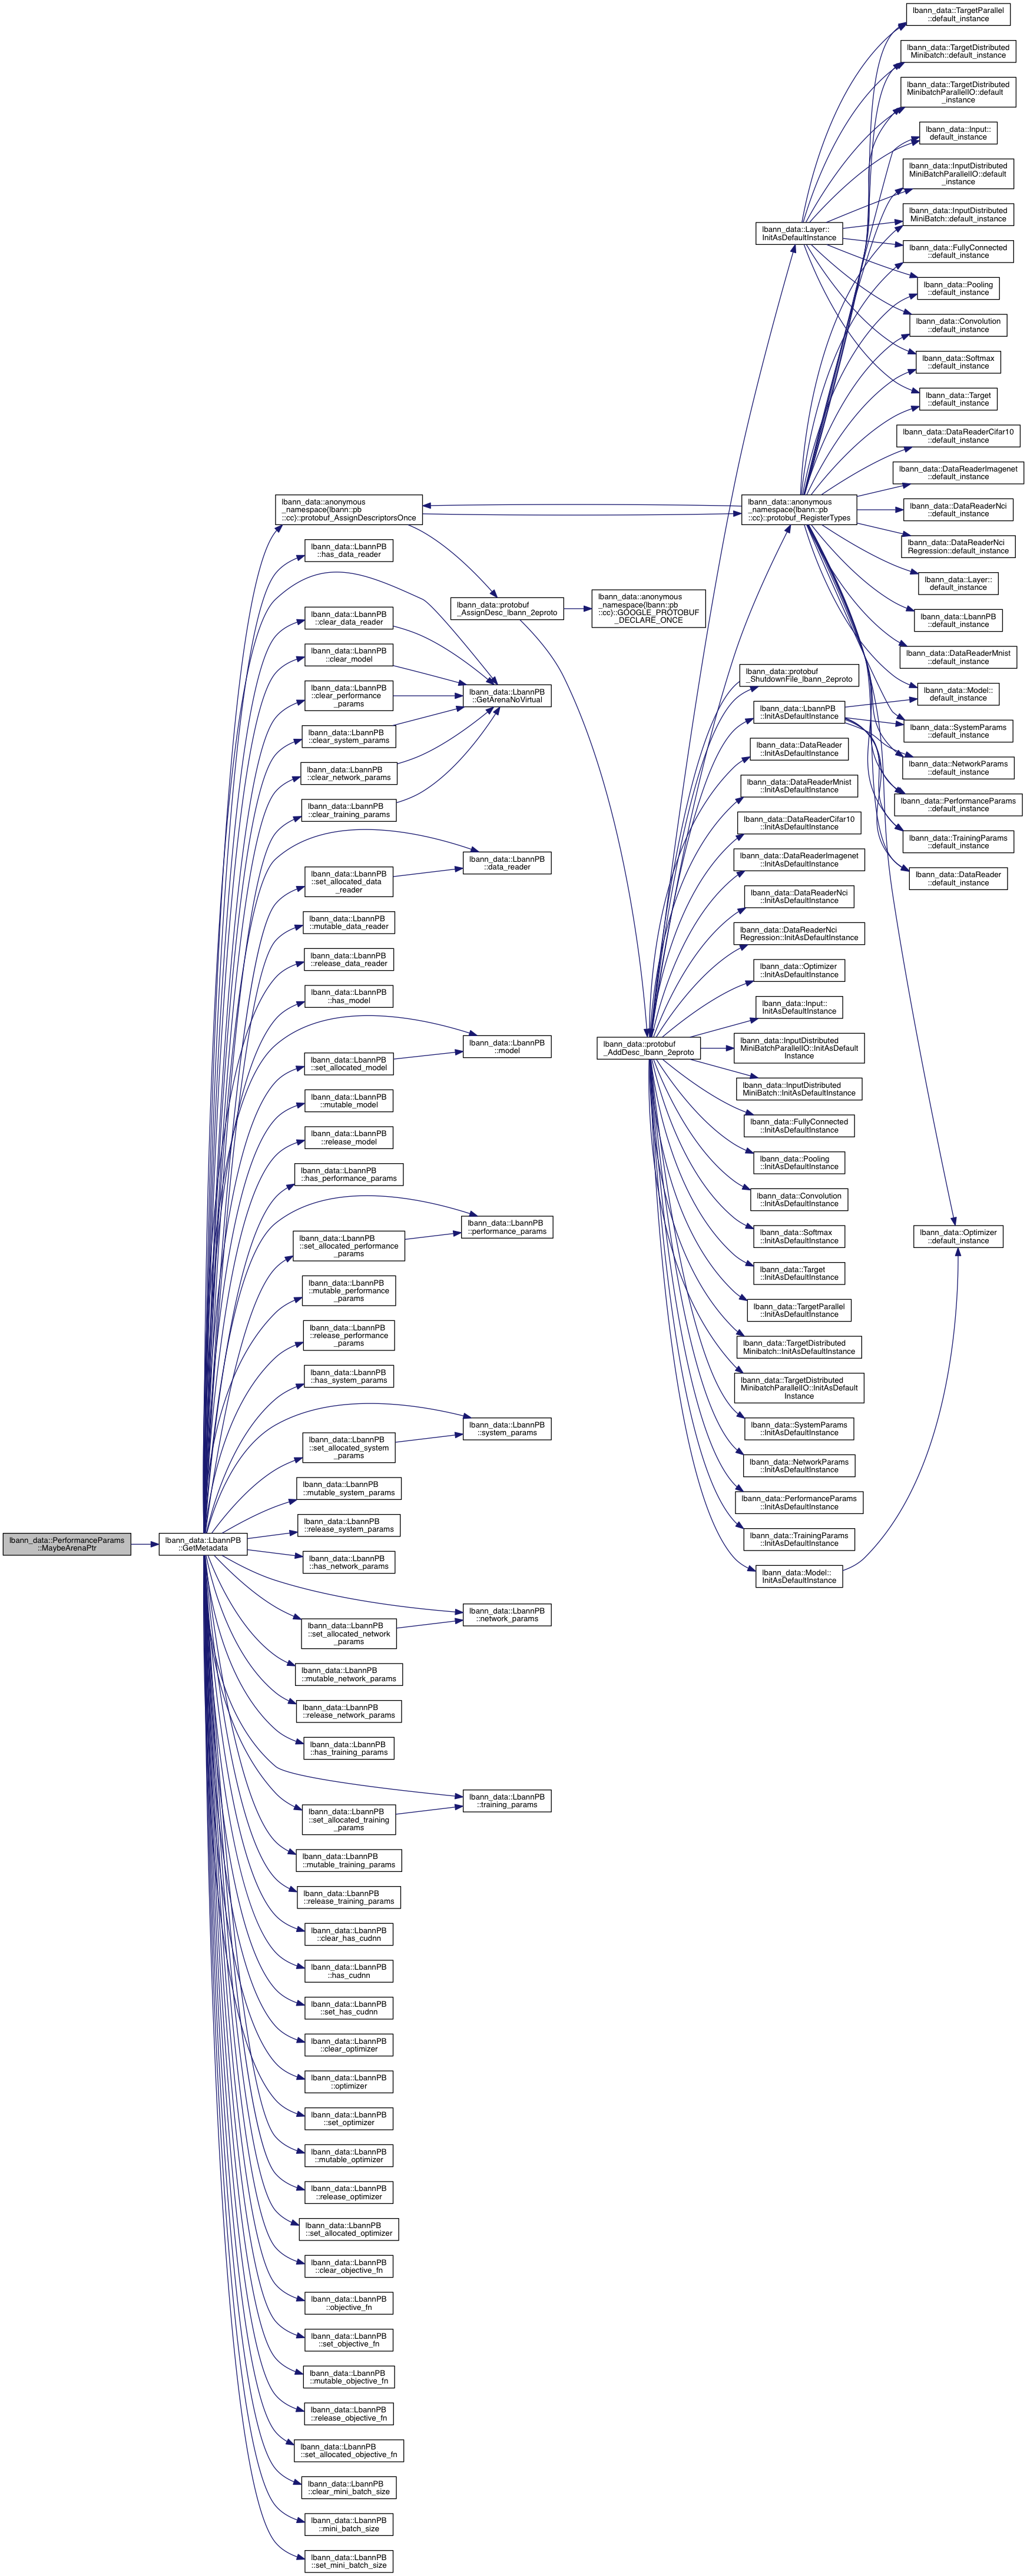 lbann_data::PerformanceParams
::MaybeArenaPtr
lbann_data::LbannPB
::GetMetadata
lbann_data::anonymous
_namespace{lbann::pb
::cc}::protobuf_AssignDescriptorsOnce
lbann_data::LbannPB
::has_data_reader
lbann_data::LbannPB
::clear_data_reader
lbann_data::LbannPB
::clear_model
lbann_data::LbannPB
::clear_performance
_params
lbann_data::LbannPB
::clear_system_params
lbann_data::LbannPB
::clear_network_params
lbann_data::LbannPB
::clear_training_params
lbann_data::LbannPB
::set_allocated_data
_reader
lbann_data::LbannPB
::mutable_data_reader
lbann_data::LbannPB
::release_data_reader
lbann_data::LbannPB
::has_model
lbann_data::LbannPB
::set_allocated_model
lbann_data::LbannPB
::mutable_model
lbann_data::LbannPB
::release_model
lbann_data::LbannPB
::has_performance_params
lbann_data::LbannPB
::set_allocated_performance
_params
lbann_data::LbannPB
::mutable_performance
_params
lbann_data::LbannPB
::release_performance
_params
lbann_data::LbannPB
::has_system_params
lbann_data::LbannPB
::set_allocated_system
_params
lbann_data::LbannPB
::mutable_system_params
lbann_data::LbannPB
::release_system_params
lbann_data::LbannPB
::has_network_params
lbann_data::LbannPB
::set_allocated_network
_params
lbann_data::LbannPB
::mutable_network_params
lbann_data::LbannPB
::release_network_params
lbann_data::LbannPB
::has_training_params
lbann_data::LbannPB
::set_allocated_training
_params
lbann_data::LbannPB
::mutable_training_params
lbann_data::LbannPB
::release_training_params
lbann_data::LbannPB
::clear_has_cudnn
lbann_data::LbannPB
::has_cudnn
lbann_data::LbannPB
::set_has_cudnn
lbann_data::LbannPB
::clear_optimizer
lbann_data::LbannPB
::optimizer
lbann_data::LbannPB
::set_optimizer
lbann_data::LbannPB
::mutable_optimizer
lbann_data::LbannPB
::release_optimizer
lbann_data::LbannPB
::set_allocated_optimizer
lbann_data::LbannPB
::clear_objective_fn
lbann_data::LbannPB
::objective_fn
lbann_data::LbannPB
::set_objective_fn
lbann_data::LbannPB
::mutable_objective_fn
lbann_data::LbannPB
::release_objective_fn
lbann_data::LbannPB
::set_allocated_objective_fn
lbann_data::LbannPB
::clear_mini_batch_size
lbann_data::LbannPB
::mini_batch_size
lbann_data::LbannPB
::set_mini_batch_size
lbann_data::protobuf
_AssignDesc_lbann_2eproto
lbann_data::LbannPB
::GetArenaNoVirtual
lbann_data::LbannPB
::data_reader
lbann_data::LbannPB
::model
lbann_data::LbannPB
::performance_params
lbann_data::LbannPB
::system_params
lbann_data::LbannPB
::network_params
lbann_data::LbannPB
::training_params
lbann_data::anonymous
_namespace{lbann::pb
::cc}::GOOGLE_PROTOBUF
_DECLARE_ONCE
lbann_data::protobuf
_AddDesc_lbann_2eproto
lbann_data::Layer::
InitAsDefaultInstance
lbann_data::anonymous
_namespace{lbann::pb
::cc}::protobuf_RegisterTypes
lbann_data::protobuf
_ShutdownFile_lbann_2eproto
lbann_data::LbannPB
::InitAsDefaultInstance
lbann_data::DataReader
::InitAsDefaultInstance
lbann_data::DataReaderMnist
::InitAsDefaultInstance
lbann_data::DataReaderCifar10
::InitAsDefaultInstance
lbann_data::DataReaderImagenet
::InitAsDefaultInstance
lbann_data::DataReaderNci
::InitAsDefaultInstance
lbann_data::DataReaderNci
Regression::InitAsDefaultInstance
lbann_data::Optimizer
::InitAsDefaultInstance
lbann_data::Input::
InitAsDefaultInstance
lbann_data::InputDistributed
MiniBatchParallelIO::InitAsDefault
Instance
lbann_data::InputDistributed
MiniBatch::InitAsDefaultInstance
lbann_data::FullyConnected
::InitAsDefaultInstance
lbann_data::Pooling
::InitAsDefaultInstance
lbann_data::Convolution
::InitAsDefaultInstance
lbann_data::Softmax
::InitAsDefaultInstance
lbann_data::Target
::InitAsDefaultInstance
lbann_data::TargetParallel
::InitAsDefaultInstance
lbann_data::TargetDistributed
Minibatch::InitAsDefaultInstance
lbann_data::TargetDistributed
MinibatchParallelIO::InitAsDefault
Instance
lbann_data::SystemParams
::InitAsDefaultInstance
lbann_data::NetworkParams
::InitAsDefaultInstance
lbann_data::PerformanceParams
::InitAsDefaultInstance
lbann_data::TrainingParams
::InitAsDefaultInstance
lbann_data::Model::
InitAsDefaultInstance
lbann_data::TargetParallel
::default_instance
lbann_data::TargetDistributed
Minibatch::default_instance
lbann_data::TargetDistributed
MinibatchParallelIO::default
_instance
lbann_data::Input::
default_instance
lbann_data::InputDistributed
MiniBatchParallelIO::default
_instance
lbann_data::InputDistributed
MiniBatch::default_instance
lbann_data::FullyConnected
::default_instance
lbann_data::Pooling
::default_instance
lbann_data::Convolution
::default_instance
lbann_data::Softmax
::default_instance
lbann_data::Target
::default_instance
lbann_data::DataReaderCifar10
::default_instance
lbann_data::DataReaderImagenet
::default_instance
lbann_data::DataReaderNci
::default_instance
lbann_data::DataReaderNci
Regression::default_instance
lbann_data::Layer::
default_instance
lbann_data::LbannPB
::default_instance
lbann_data::DataReaderMnist
::default_instance
lbann_data::Model::
default_instance
lbann_data::SystemParams
::default_instance
lbann_data::NetworkParams
::default_instance
lbann_data::PerformanceParams
::default_instance
lbann_data::TrainingParams
::default_instance
lbann_data::DataReader
::default_instance
lbann_data::Optimizer
::default_instance